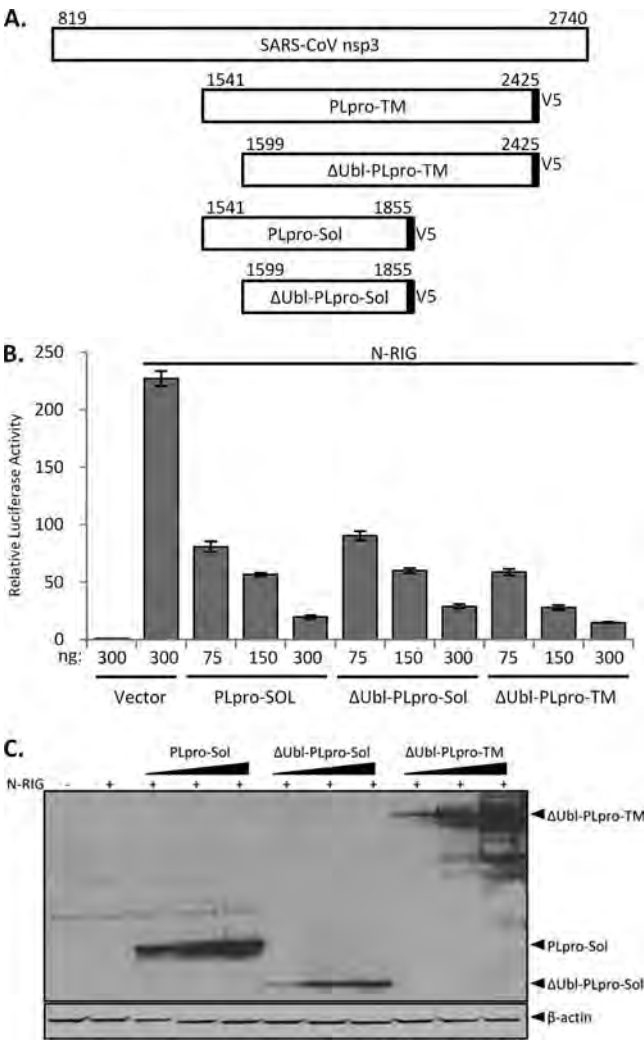 A.
819 2740
SARS-CoV nsp3
1541 2425
PLpro-TM V5
1599 2425
ΔUbl-PLpro-TM V5
1541 1855
PLpro-Sol V5
1599 1855
ΔUbl-PLpro-Sol V5
B.
N-RIG
Relative Luciferase Activity
250
200
150
100
50
0
ng: 300 300 75 150 300 75 150 300 75 150 300
Vector PLpro-SOL ΔUbl-PLpro-Sol ΔUbl-PLpro-TM
C.
PLpro-Sol ΔUbl-PLpro-Sol ΔUbl-PLpro-TM
N-RIG - + + + + + + + + + +
ΔUbl-PLpro-TM
PLpro-Sol
ΔUbl-PLpro-Sol
β-actin